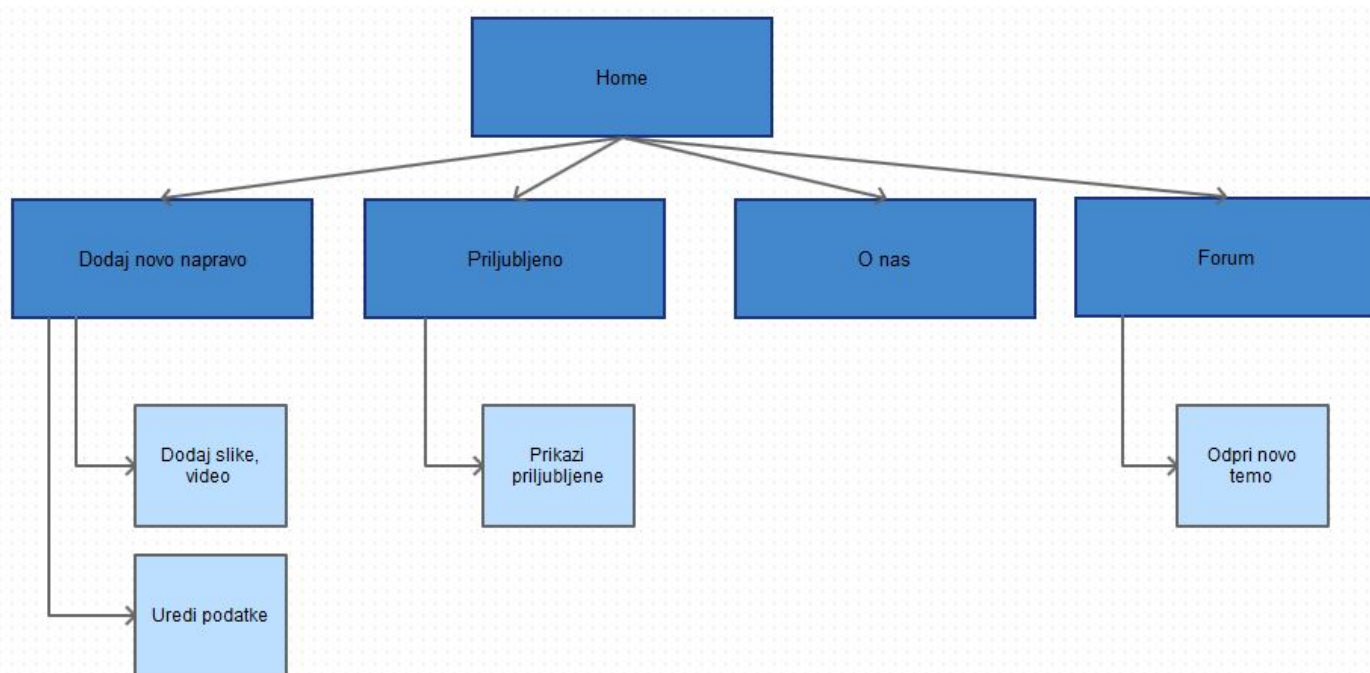 Home
Dodaj novo napravo
Priljubljeno
O nas
Forum
Dodaj slike,
video
Prikazi
priljubljene
Odpri novo
temo
Uredi podatke